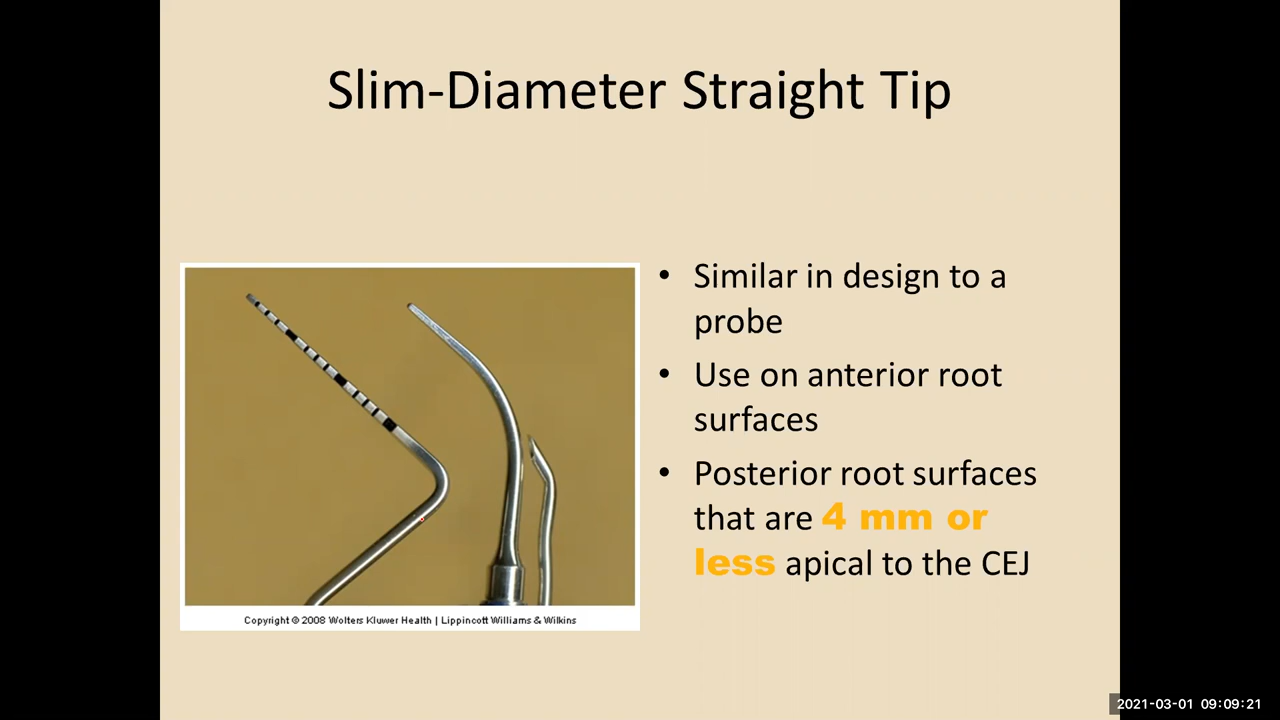 Slim-Diameter Straight Tip
• Similar in design to a
probe
• Use on anterior root
surfaces
• Posterior root surfaces
that are 4 mm or
less apical to the CEJ
Copyright © 2008 Wolters Kluwer Health | Lippincott Williams & Wilkins
2021-03-01 09:09:21